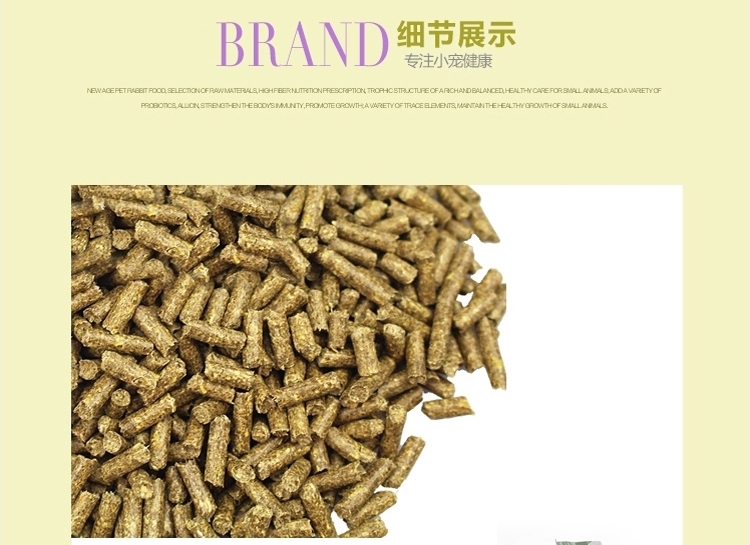 BRAND 细节展示
专注小宠健康
NEW AGE PET RABBIT FOOD, SELECTION OF RAW MATERIALS, HIGH FIBER NUTRITION PRESCRIPTION, TROPHIC STRUCTURE OF A RICH AND BALANCED, HEALTHY CARE FOR SMALL ANIMALS, ADD A VARIETY OF
PROBIOTICS, ALLICIN, STRENGTHEN THE BODY'S IMMUNITY, PROMOTE GROWTH; A VARIETY OF TRACE ELEMENTS, MAINTAIN THE HEALTHY GROWTH OF SMALL ANIMALS.